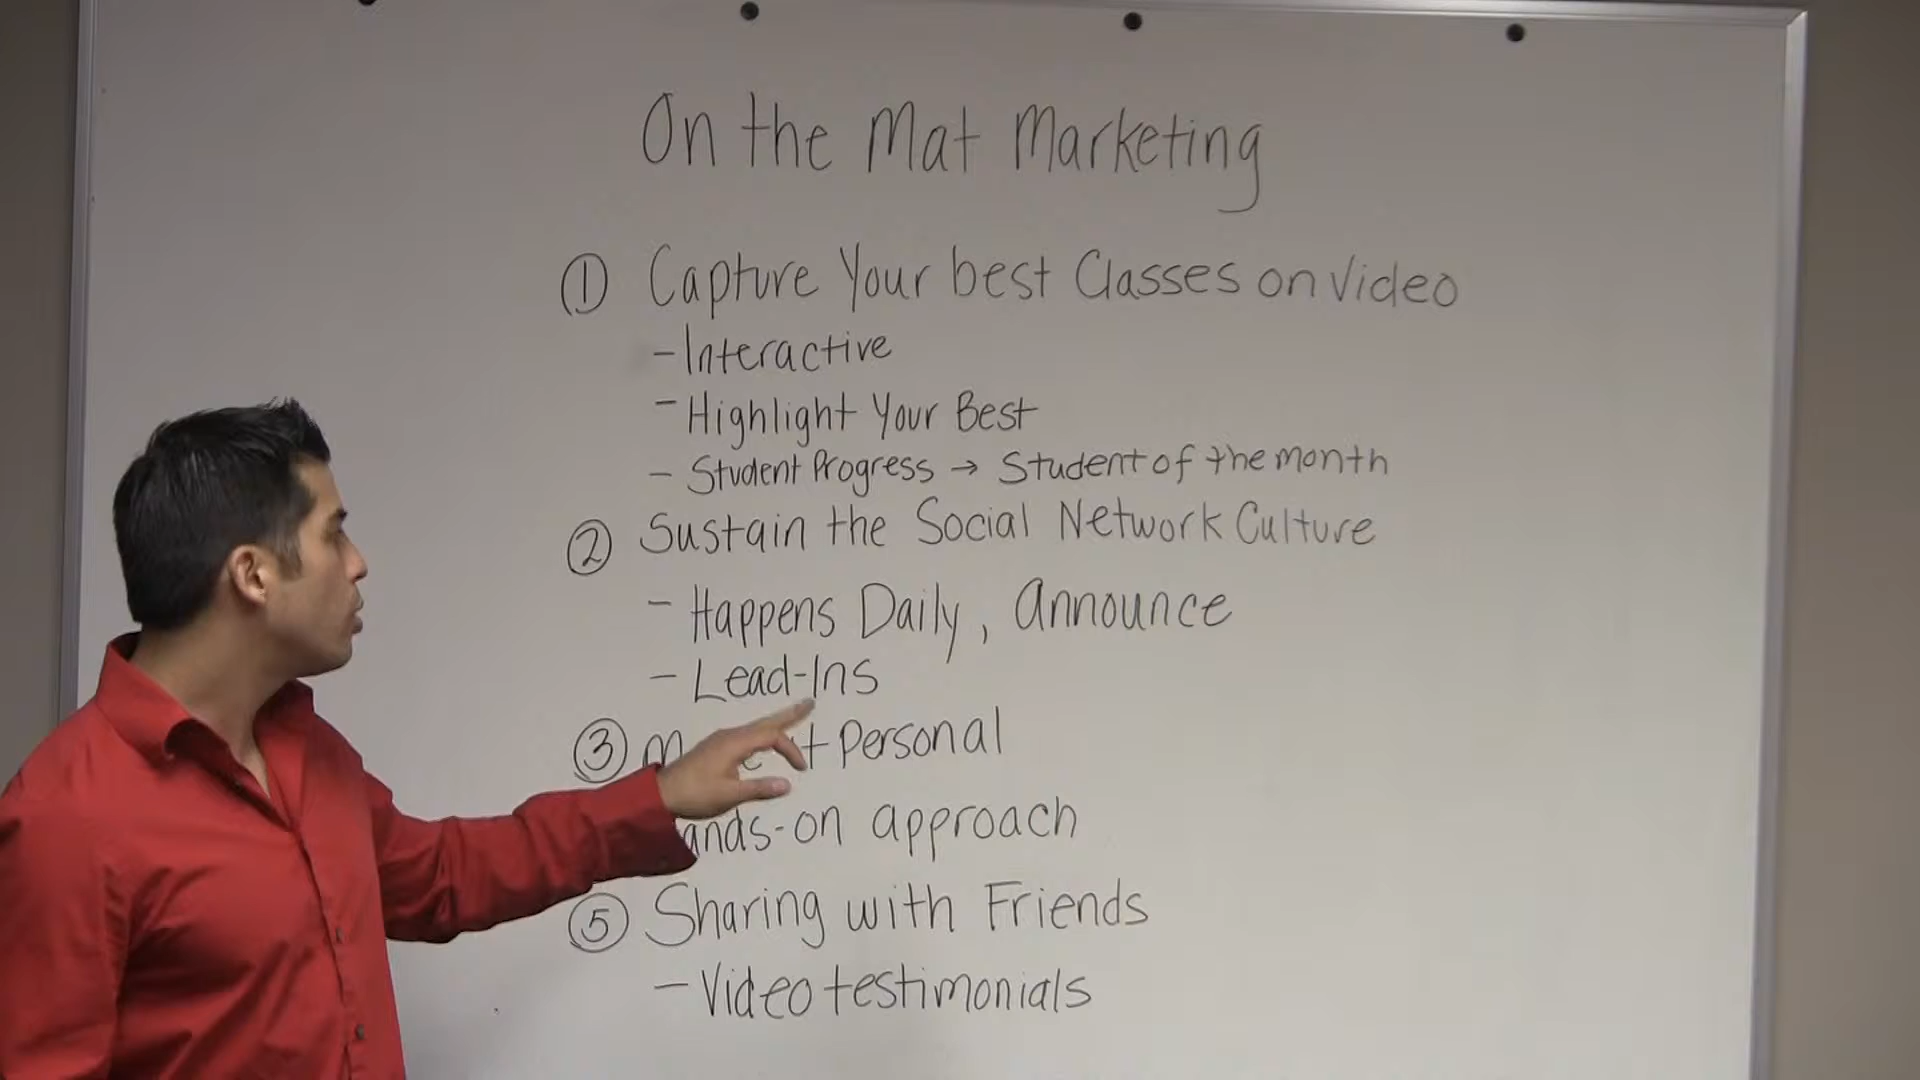 On the Mat Marketing
① Capture Your best Classes on Video
- Interactive
- Highlight Your Best
- Student Progress → Student of the month
② Sustain the Social Network Culture
- Happens Daily, Announce
- Lead-Ins
③ Personal
ands-on approach
⑤ Sharing with Friends
- Video testimonials